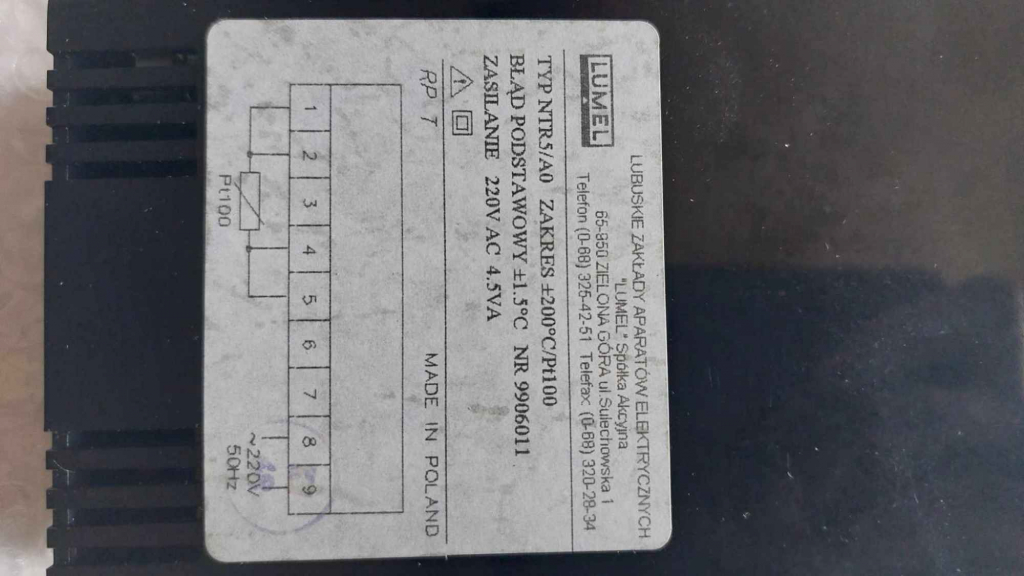 LUBUSKIE ZAKŁADY APARATÓW ELEKTRYCZNYCH
"LUMEL" Spółka Akcyjna
65-950 ZIELONA GÓRA ul.Sulechowska 1
Telefon (0-68) 325-42-51 Telefax (0-68) 320-28-34
LUMEL
TYP NTR5/A0 ZAKRES ±200°C/Pt100
BŁĄD PODSTAWOWY ±1.5°C NR 9906011
ZASILANIE 220V AC 4.5VA
RP T MADE IN POLAND
1 2 3 4 5 6 7 8 9
Pt100
~220V
50Hz